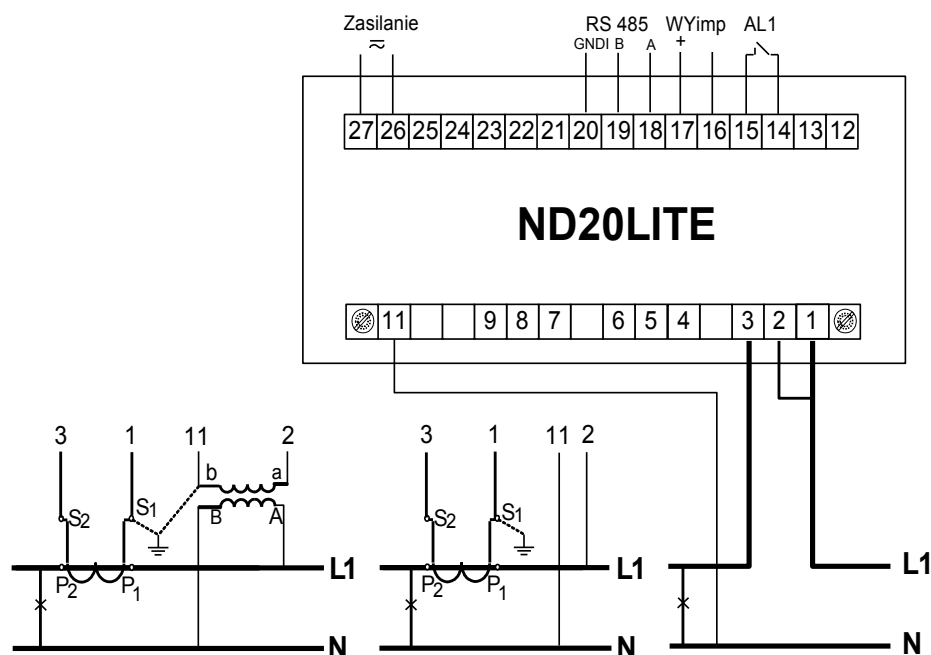 Zasilanie RS 485 WYimp AL1
GNDI B A +
27 26 25 24 23 22 21 20 19 18 17 16 15 14 13 12
ND20LITE
11 9 8 7 6 5 4 3 2 1
3 1 11 2
b a
S2 S1 B A
P2 P1 L1
N
3 1 11 2
S2 S1
P2 P1 L1
N
L1
N